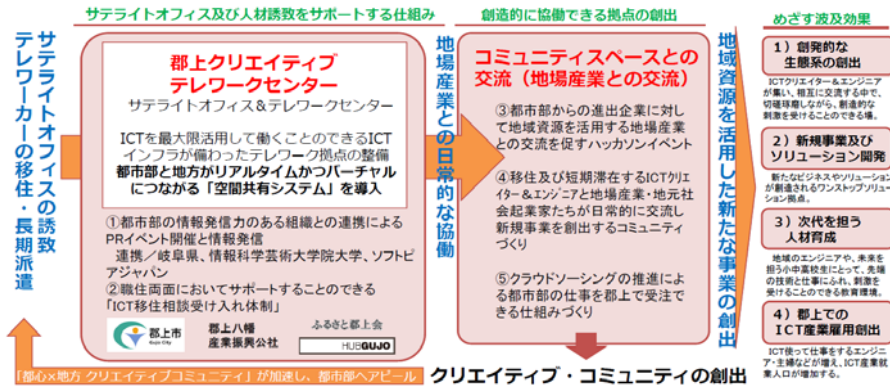 サテライトオフィス及び人材誘致をサポートする仕組み
創造的に協働できる拠点の創出
めざす波及効果
サテライトオフィスの誘致
テレワーカーの移住・長期派遣
郡上クリエイティブ
テレワークセンター
サテライトオフィス&テレワークセンター
ICTを最大限活用して働くことのできるICT
インフラが備わったテレワーク拠点の整備
都市部と地方がリアルタイムかつバーチャル
につながる「空間共有システム」を導入
①都市部の情報発信力のある組織との連携による
PRイベント開催と情報発信
連携/岐阜県、情報科学芸術大学院大学、ソフトピ
アジャパン
②職住両面においてサポートすることのできる
「ICT移住相談受け入れ体制」
郡上市
Gujo City
郡上八幡
産業振興公社
ふるさと郡上会
HUBGUJO
地場産業との日常的な協働
コミュニティスペースとの
交流(地場産業との交流)
③都市部からの進出企業に対し
て地域資源を活用する地場産業
との交流を促すハッカソンイベント
④移住及び短期滞在するICTクリエ
イター&エンジニアと地場産業・地元社
会起業家たちが日常的に交流し
新規事業を創出するコミュニティ
づくり
⑤クラウドソーシングの推進によ
る都市部の仕事を郡上で受注で
きる仕組みづくり
地域資源を活用した新たな事業の創出
1)創発的な
生態系の創出
ICTクリエイター&エンジニア
が集い、相互に交流する中で、
切磋琢磨しながら、創造的な
刺激を受けることのできる場。
2)新規事業及び
ソリューション開発
新たなビジネスやソリューション
が創造されるワンストップソリュー
ション拠点。
3)次代を担う
人材育成
地域のエンジニアや、未来を
担う小中高校生にとって、先端
の技術と仕事にふれ、刺激を
受けることのできる教育環境。
4)郡上での
ICT産業雇用創出
ICT使って仕事をするエンジニ
ア・主婦などが増え、ICT産業就
業人口が増加する。
「都心×地方 クリエイティブコミュニティ」が加速し、都市部へアピール
クリエイティブ・コミュニティの創出